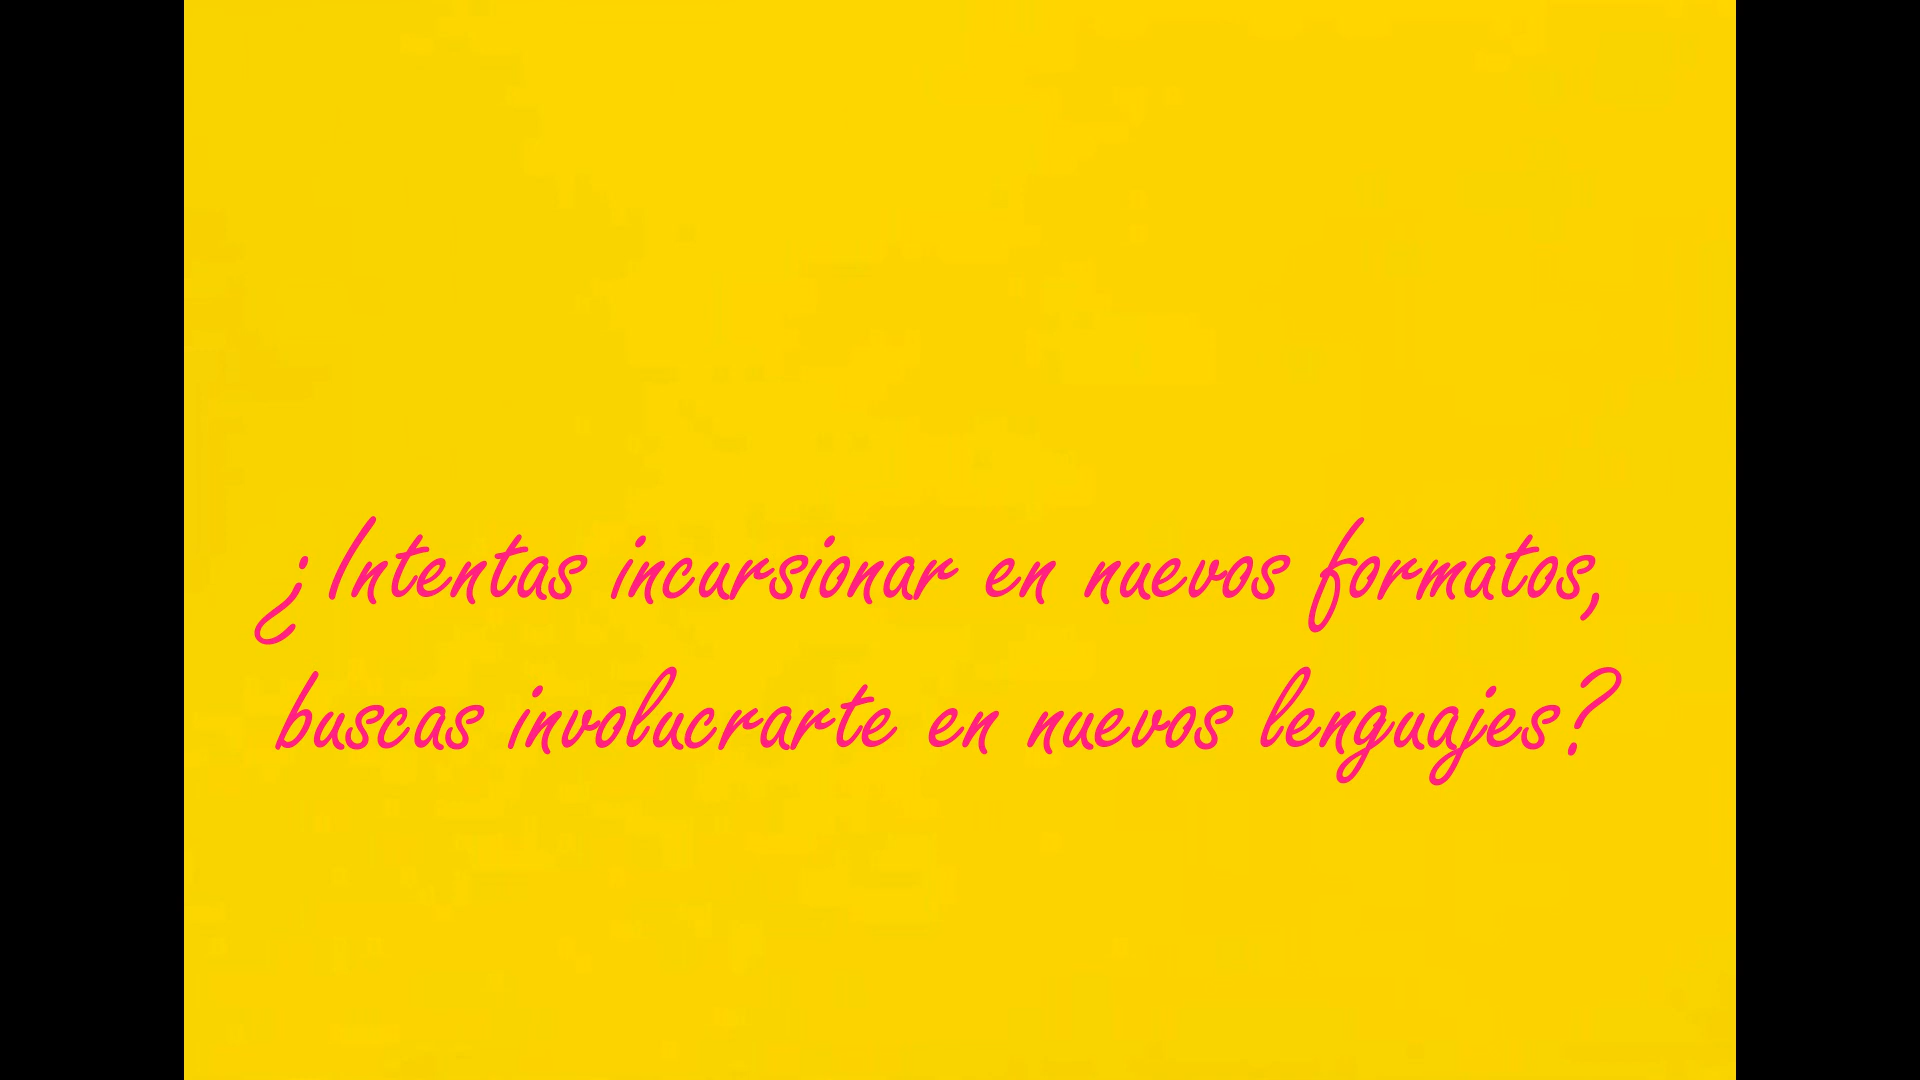 ¿Intentas incursionar en nuevos formatos,
buscas involucrarte en nuevos lenguajes?